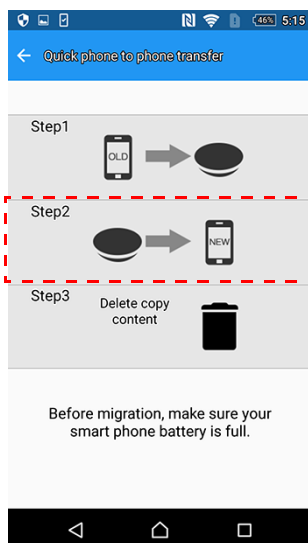 46% 5:15
Quick phone to phone transfer
Step1
OLD
Step2
NEW
Step3
Delete copy
content
Before migration, make sure your
smart phone battery is full.